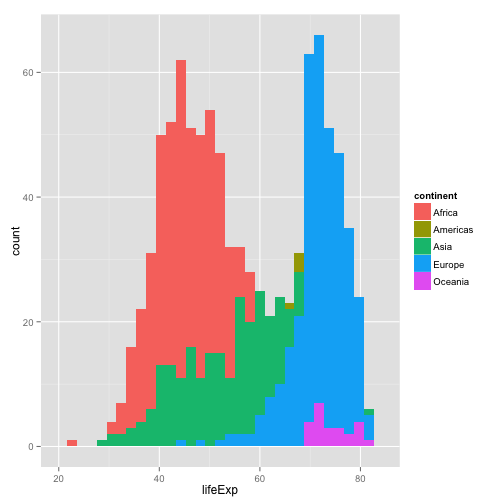 60
40
20
0
count
20
40
60
80
lifeExp
continent
Africa
Americas
Asia
Europe
Oceania